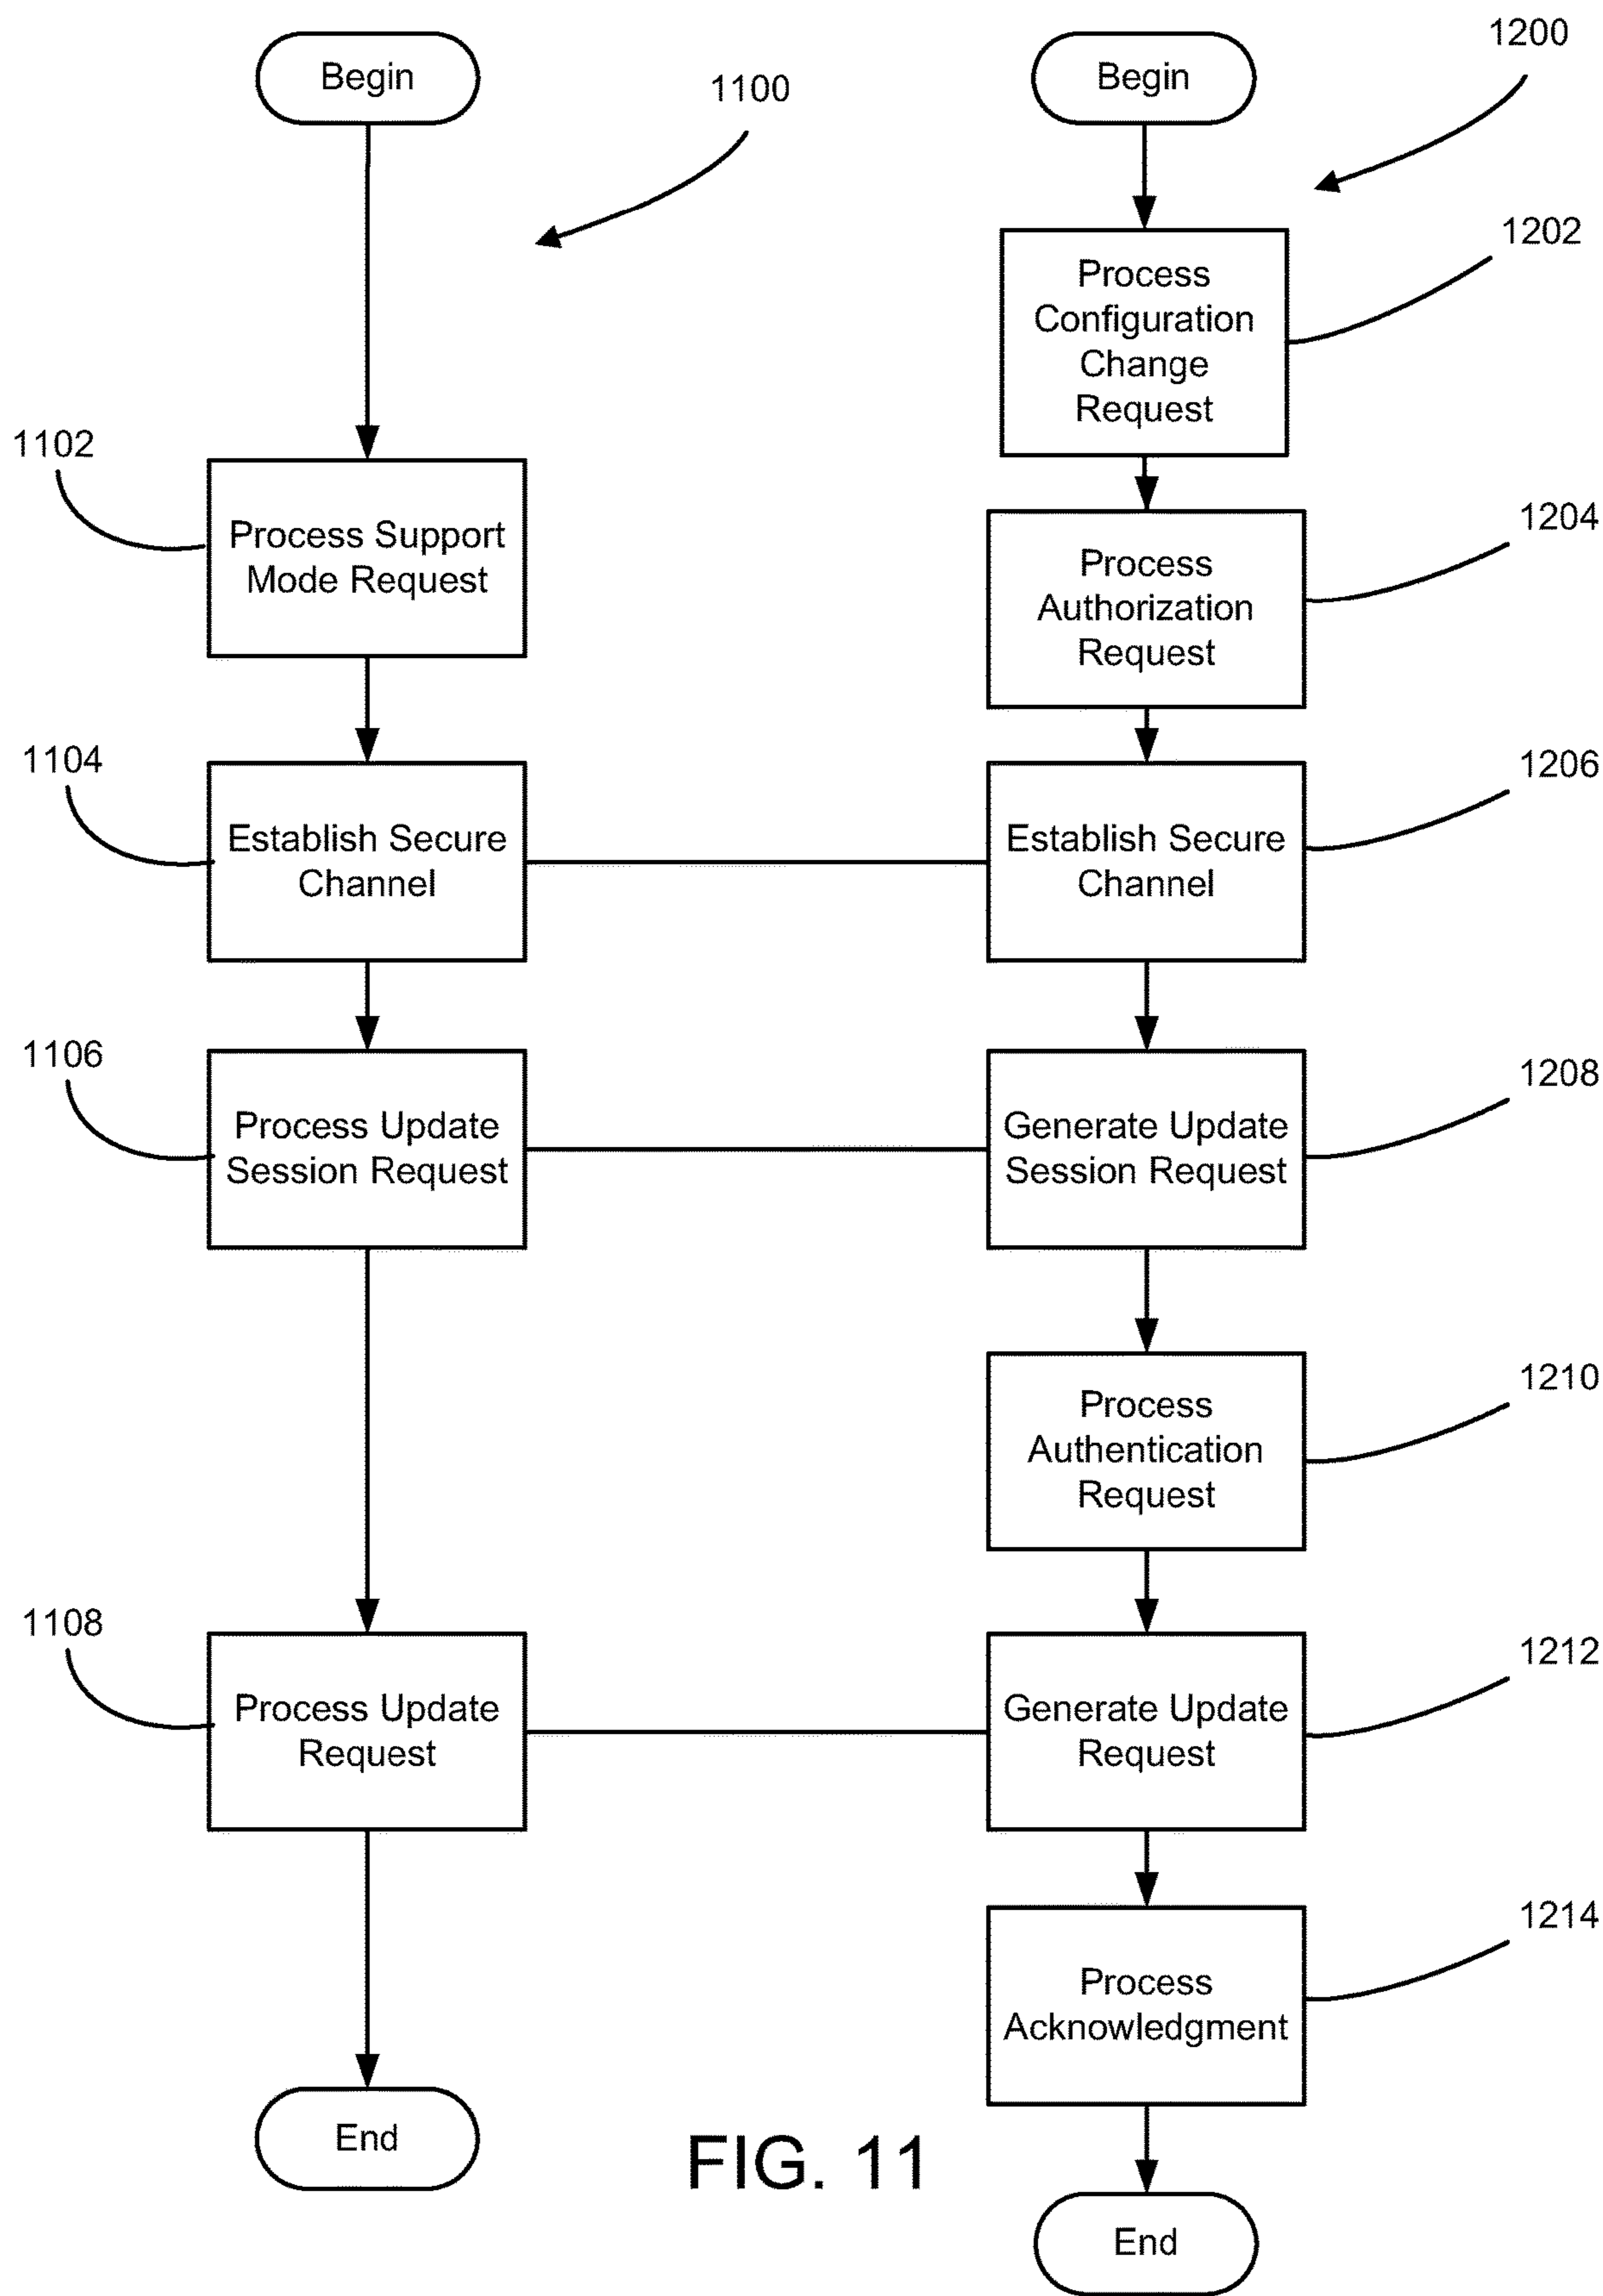 Begin
1100
Begin
1200
1202
Process
Configuration
Change
Request
1102
Process Support
Mode Request
1204
Process
Authorization
Request
1104
Establish Secure
Channel
1206
Establish Secure
Channel
1106
Process Update
Session Request
1208
Generate Update
Session Request
1210
Process
Authentication
Request
1108
Process Update
Request
1212
Generate Update
Request
1214
Process
Acknowledgment
End
FIG. 11
End